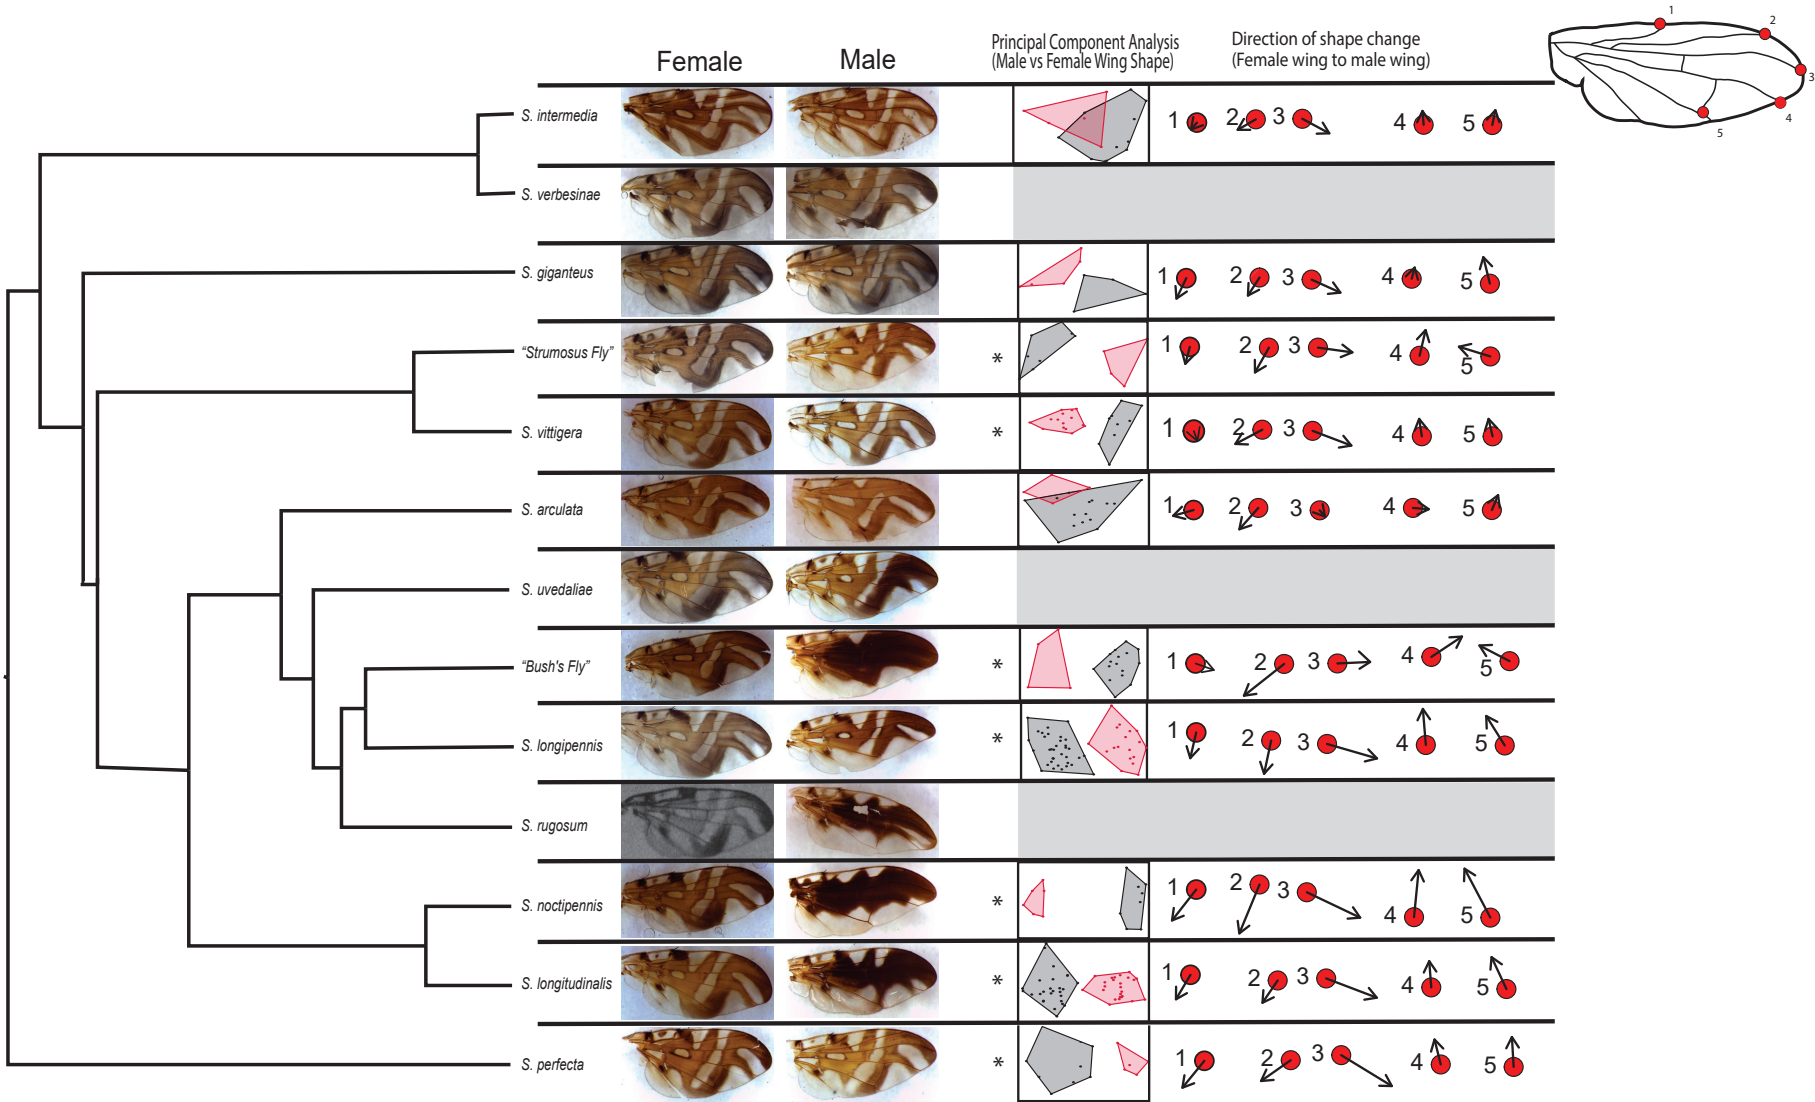 Female
Male
Principal Component Analysis
(Male vs Female Wing Shape)
Direction of shape change
(Female wing to male wing)
1
2
3
4
5
S. intermedia
1 2 3 4 5
S. verbesinae
S. giganteus
1 2 3 4 5
“Strumosus Fly”
* 1 2 3 4 5
S. vittigera
* 1 2 3 4 5
S. arculata
1 2 3 4 5
S. uvedaliae
“Bush's Fly”
* 1 2 3 4 5
S. longipennis
* 1 2 3 4 5
S. rugosum
S. noctipennis
* 1 2 3 4 5
S. longitudinalis
* 1 2 3 4 5
S. perfecta
* 1 2 3 4 5